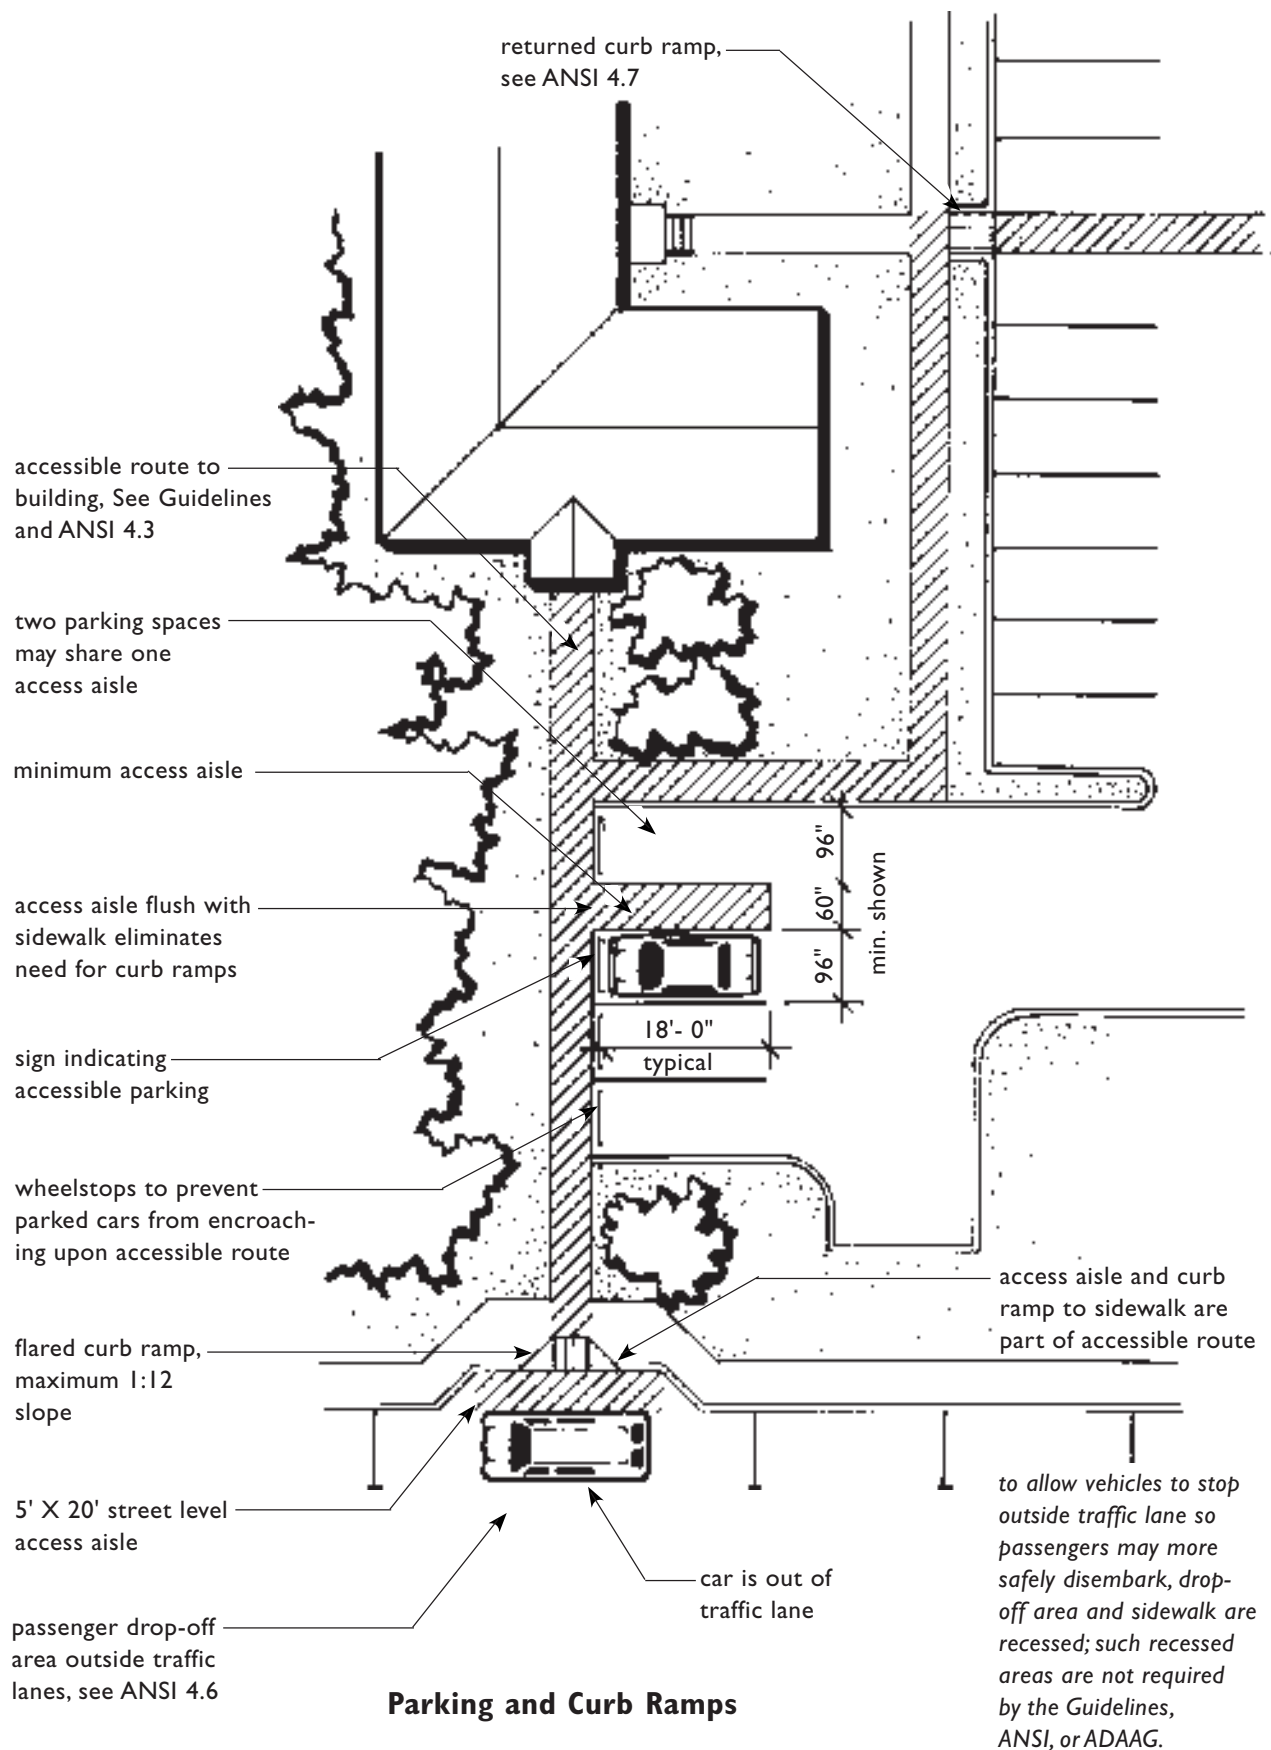 returned curb ramp,
see ANSI 4.7
accessible route to
building, See Guidelines
and ANSI 4.3
two parking spaces
may share one
access aisle
minimum access aisle
access aisle flush with
sidewalk eliminates
need for curb ramps
sign indicating
accessible parking
wheelstops to prevent
parked cars from encroach-
ing upon accessible route
flared curb ramp,
maximum 1:12
slope
5' X 20' street level
access aisle
passenger drop-off
area outside traffic
lanes, see ANSI 4.6
96"
60"
96"
min. shown
18'- 0"
typical
access aisle and curb
ramp to sidewalk are
part of accessible route
car is out of
traffic lane
to allow vehicles to stop
outside traffic lane so
passengers may more
safely disembark, drop-
off area and sidewalk are
recessed; such recessed
areas are not required
by the Guidelines,
ANSI, or ADAAG.
Parking and Curb Ramps